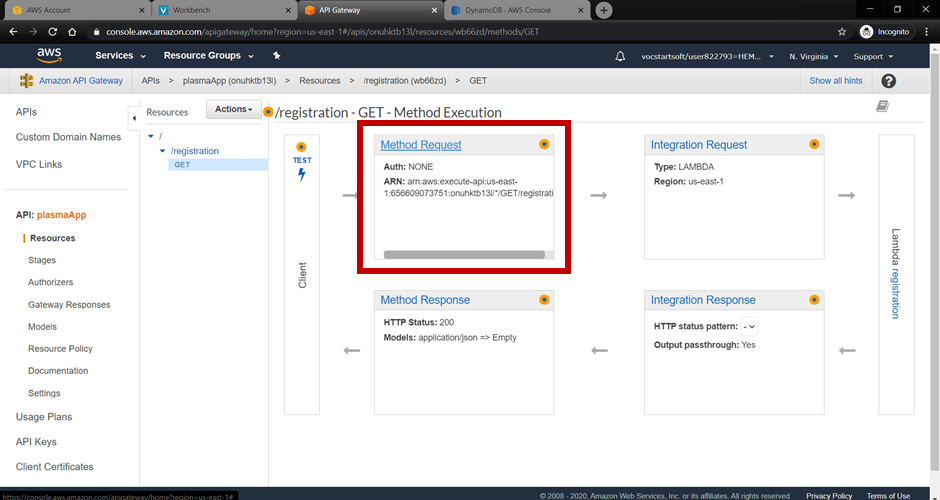 AWS Account
Workbench
API Gateway
DynamoDB - AWS Console
console.aws.amazon.com/apigateway/home?region=us-east-1#/apis/onuhktb13l/resources/wb66zd/methods/GET
Incognito
aws
Services
Resource Groups
vocstartsoft/user822793=HEM...
N. Virginia
Support
Amazon API Gateway
APIs > plasmaApp (onuhktb13l) > Resources > /registration (wb66zd) > GET
Show all hints
?
APIs
Custom Domain Names
VPC Links
API: plasmaApp
Resources
Stages
Authorizers
Gateway Responses
Models
Resource Policy
Documentation
Settings
Usage Plans
API Keys
Client Certificates
Resources
Actions
/
/registration
GET
/registration - GET - Method Execution
TEST
Client
Method Request
Auth: NONE
ARN: arn:aws:execute-api:us-east-
1:656609073751:onuhktb13l/*/GET/registrati
Integration Request
Type: LAMBDA
Region: us-east-1
Lambda registration
Method Response
HTTP Status: 200
Models: application/json => Empty
Integration Response
HTTP status pattern: -
Output passthrough: Yes
https://console.aws.amazon.com/apigateway/home?region=us-east-1#
© 2008 - 2020, Amazon Web Services, Inc. or its affiliates. All rights reserved.
Privacy Policy
Terms of Use